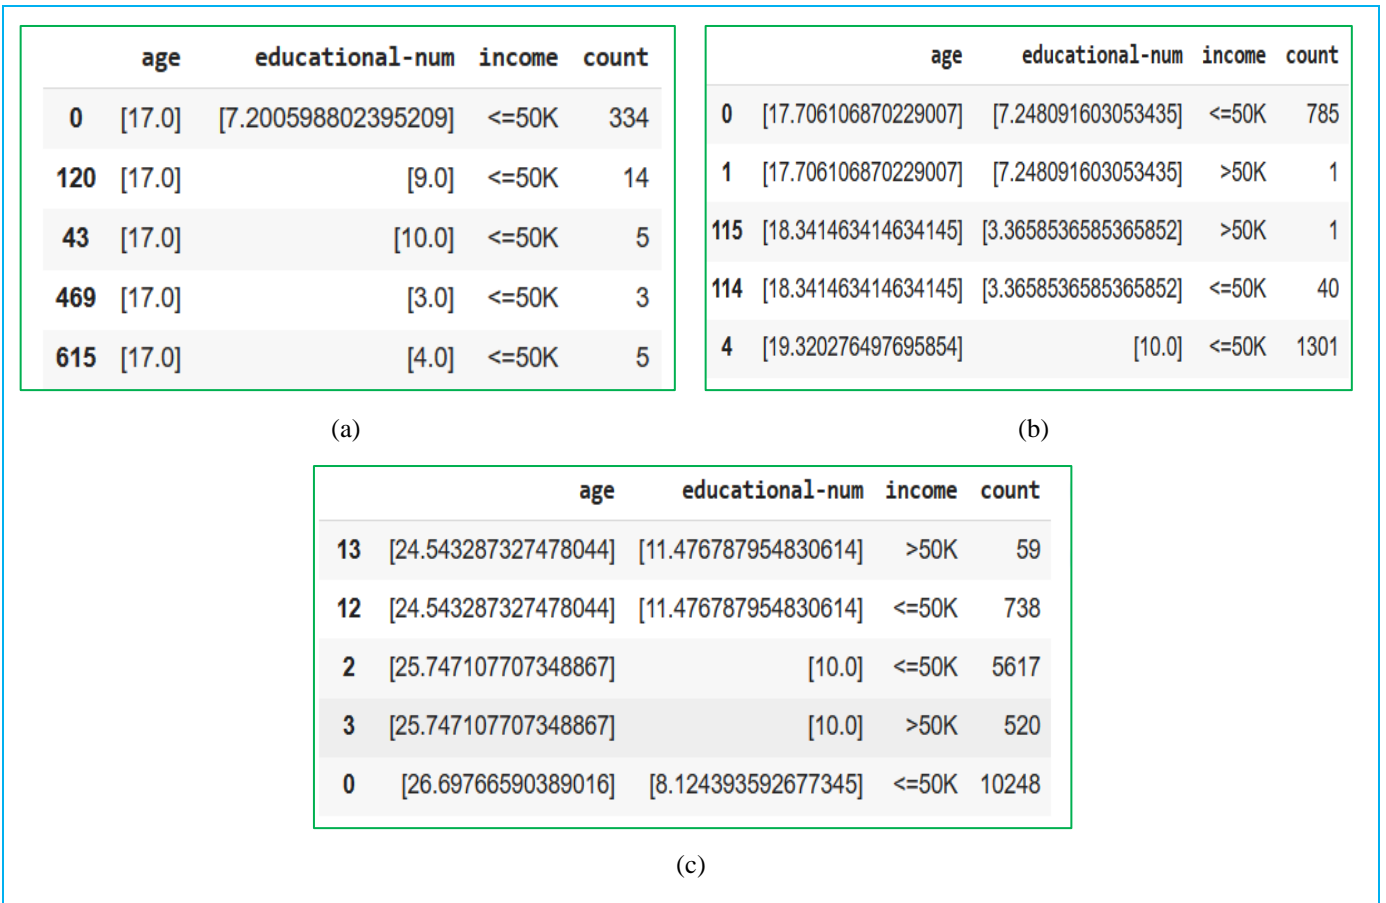 age educational-num income count
0 [17.0] [7.200598802395209] <=50K 334
120 [17.0] [9.0] <=50K 14
43 [17.0] [10.0] <=50K 5
469 [17.0] [3.0] <=50K 3
615 [17.0] [4.0] <=50K 5
(a)
age educational-num income count
0 [17.706106870229007] [7.248091603053435] <=50K 785
1 [17.706106870229007] [7.248091603053435] >50K 1
115 [18.341463414634145] [3.3658536585365852] >50K 1
114 [18.341463414634145] [3.3658536585365852] <=50K 40
4 [19.320276497695854] [10.0] <=50K 1301
(b)
age educational-num income count
13 [24.543287327478044] [11.476787954830614] >50K 59
12 [24.543287327478044] [11.476787954830614] <=50K 738
2 [25.747107707348867] [10.0] <=50K 5617
3 [25.747107707348867] [10.0] >50K 520
0 [26.69766590389016] [8.1243935926​77345] <=50K 10248
(c)